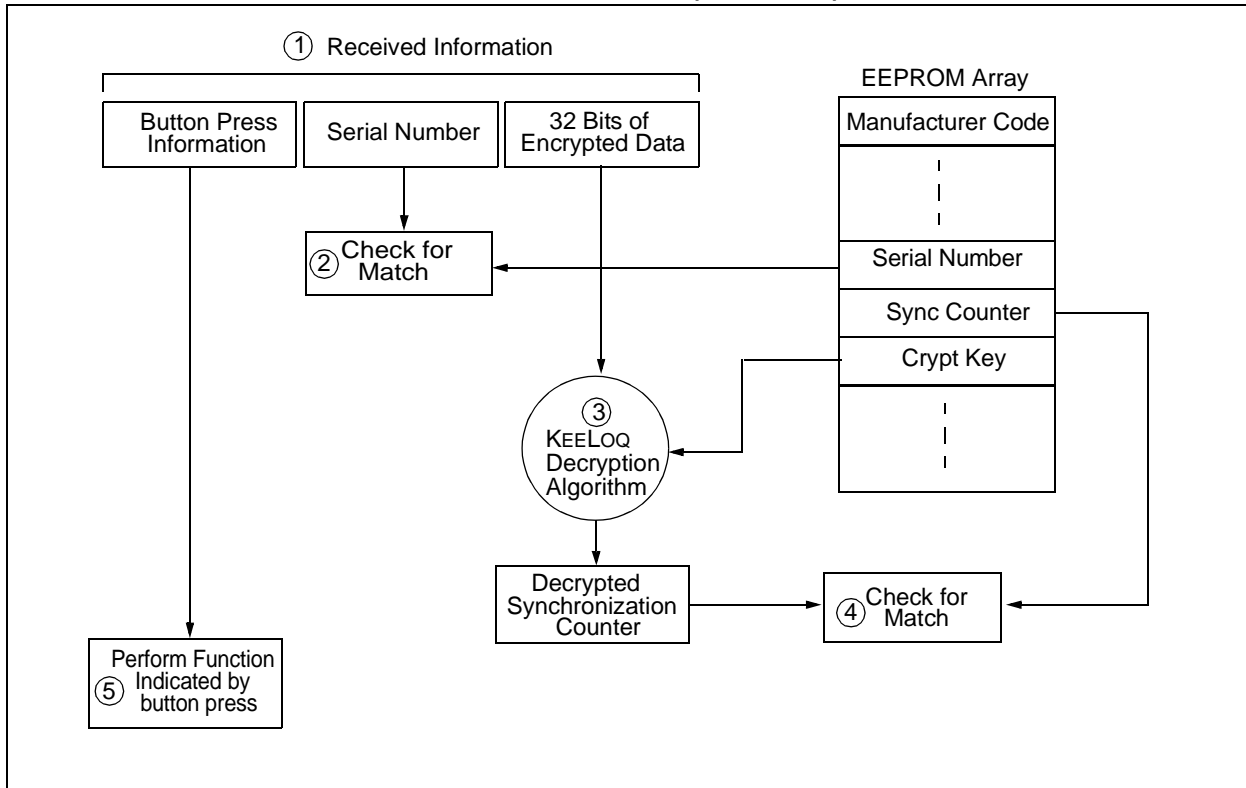 ① Received Information
EEPROM Array
Button Press
Information
Serial Number
32 Bits of
Encrypted Data
Manufacturer Code
② Check for
Match
Serial Number
Sync Counter
Crypt Key
③
KEELOQ
Decryption
Algorithm
Decrypted
Synchronization
Counter
④ Check for
Match
Perform Function
⑤ Indicated by
button press